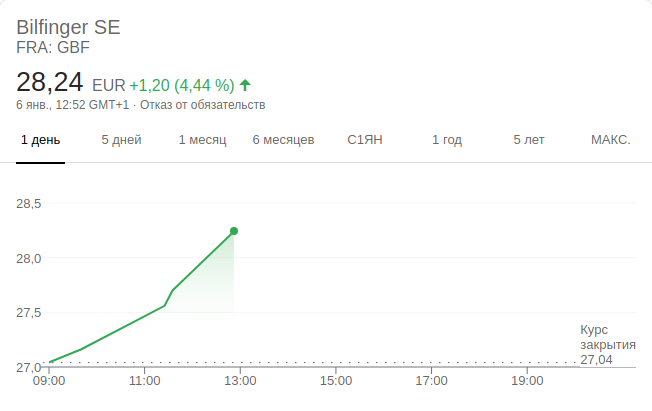 Bilfinger SE
FRA: GBF
28,24 EUR +1,20 (4,44 %)
6 янв., 12:52 GMT+1 · Отказ от обязательств
1 день 5 дней 1 месяц 6 месяцев С1ЯН 1 год 5 лет МАКС.
28,5
28,0
27,5
Курс
закрытия
27,04
27,0
09:00 11:00 13:00 15:00 17:00 19:00